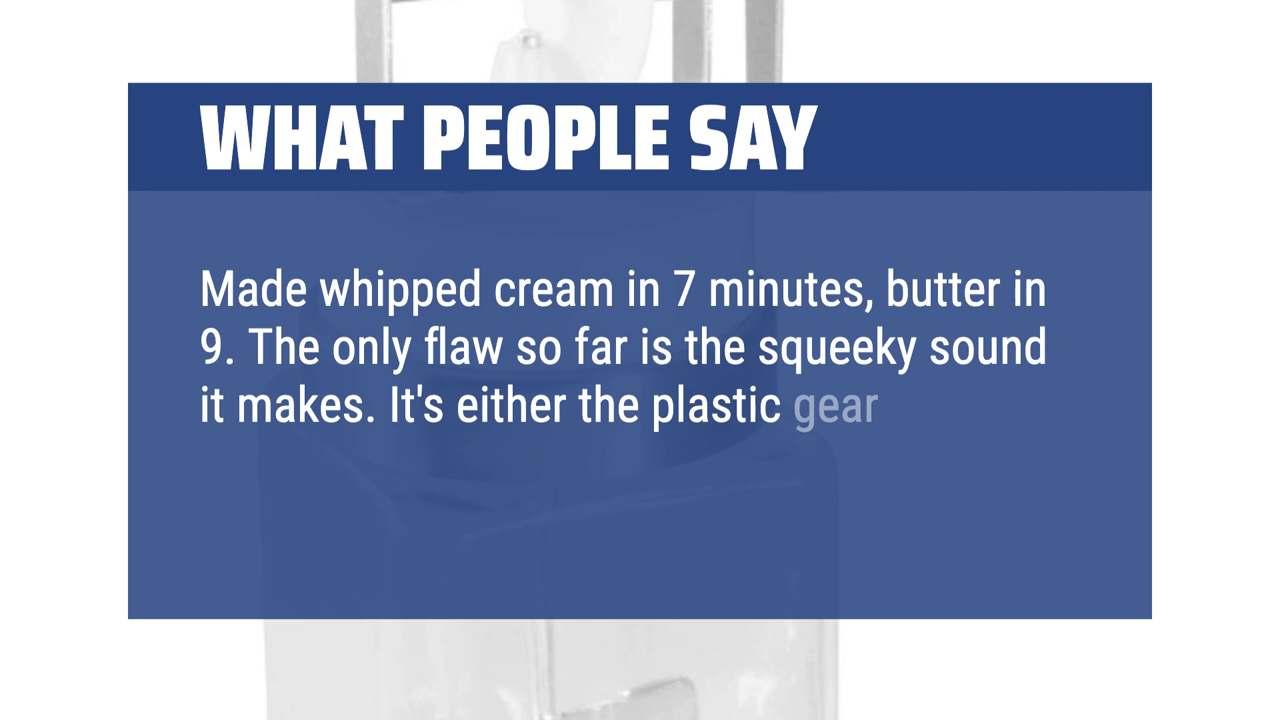 WHAT PEOPLE SAY
Made whipped cream in 7 minutes, butter in
9. The only flaw so far is the squeeky sound
it makes. It's either the plastic gear